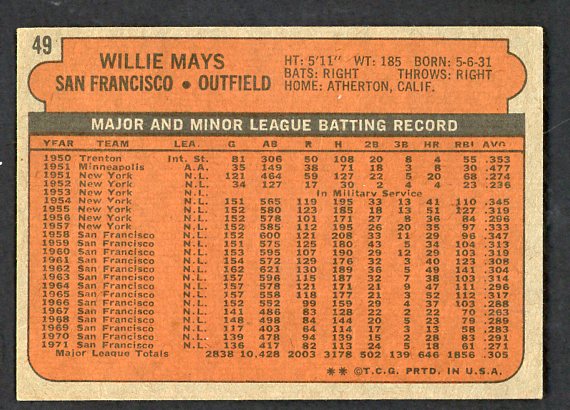 49
WILLIE MAYS
SAN FRANCISCO • OUTFIELD
HT: 5'11" WT: 185 BORN: 5-6-31
BATS: RIGHT THROWS: RIGHT
HOME: ATHERTON, CALIF.
MAJOR AND MINOR LEAGUE BATTING RECORD
YEAR TEAM LEA. G AB R H 2B 3B HR RBI AVG.
1950 Trenton Int. St. 81 306 50 108 20 8 4 55 .353
1951 Minneapolis A.A. 35 149 38 71 18 3 8 30 .477
1951 New York N.L. 121 464 59 127 22 5 20 68 .274
1952 New York N.L. 34 127 17 30 2 4 4 23 .236
1953 New York N.L. In Military Service
1954 New York N.L. 151 565 119 195 33 13 41 110 .345
1955 New York N.L. 152 580 123 185 18 13 51 127 .319
1956 New York N.L. 152 578 101 171 27 8 36 84 .296
1957 New York N.L. 152 585 112 195 26 20 35 97 .333
1958 San Francisco N.L. 152 600 121 208 33 11 29 96 .347
1959 San Francisco N.L. 151 575 125 180 43 5 34 104 .313
1960 San Francisco N.L. 153 595 107 190 29 12 29 103 .319
1961 San Francisco N.L. 154 572 129 176 32 3 40 123 .308
1962 San Francisco N.L. 162 621 130 189 36 5 49 141 .304
1963 San Francisco N.L. 157 596 115 187 32 7 38 103 .314
1964 San Francisco N.L. 157 578 121 171 21 9 47 111 .296
1965 San Francisco N.L. 157 558 118 177 21 3 52 112 .317
1966 San Francisco N.L. 152 552 99 159 29 4 37 103 .288
1967 San Francisco N.L. 141 486 83 128 22 2 22 70 .263
1968 San Francisco N.L. 148 498 84 144 20 5 23 79 .289
1969 San Francisco N.L. 117 403 64 114 17 3 13 58 .283
1970 San Francisco N.L. 139 478 94 139 15 2 28 83 .291
1971 San Francisco N.L. 136 417 82 113 24 5 18 61 .271
Major League Totals 2838 10,428 2003 3178 502 139 646 1856 .305
** ©T.C.G. PRTD. IN U.S.A.